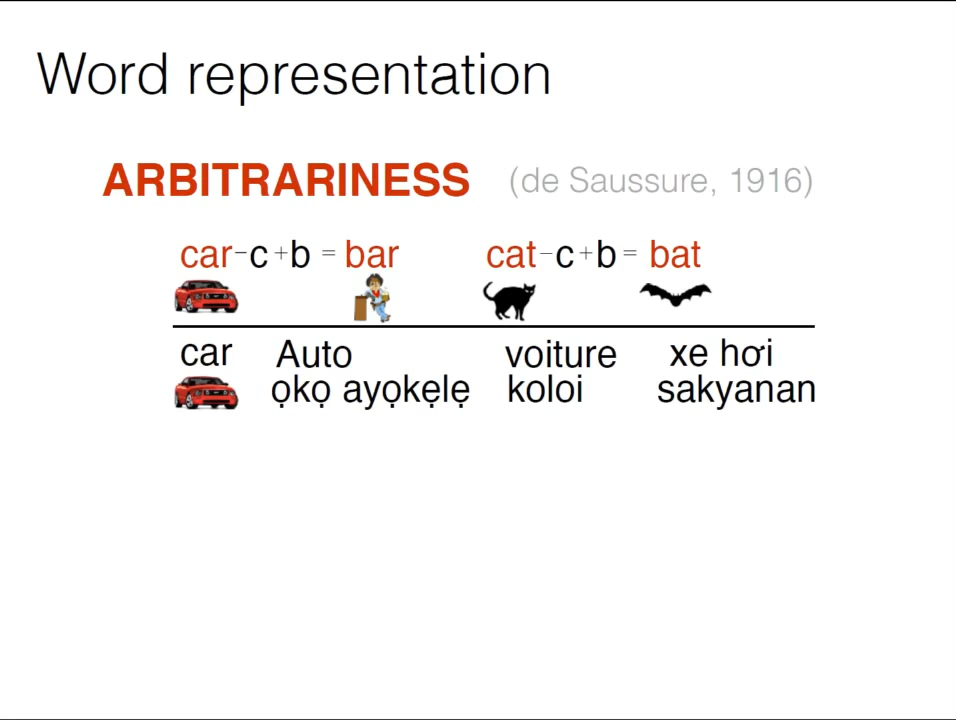 Word representation
ARBITRARINESS (de Saussure, 1916)
car-c+b = bar cat-c+b = bat
car Auto voiture xe hơi
ọkọ ayọkẹlẹ koloi sakyanan